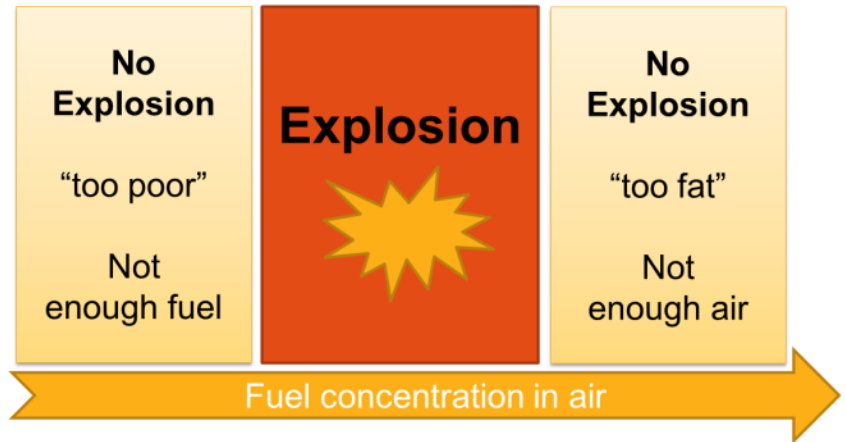 No
Explosion
“too poor”
Not
enough fuel
Explosion
No
Explosion
“too fat”
Not
enough air
Fuel concentration in air